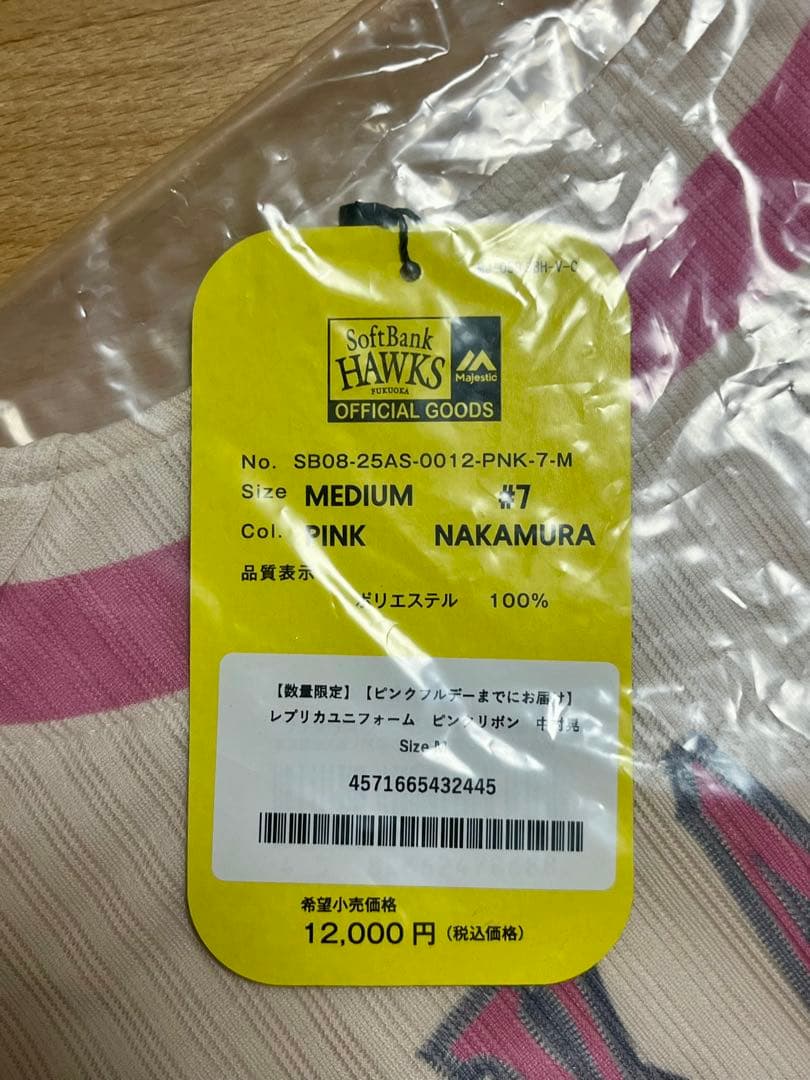 SoftBank
HAWKS
FUKUOKA
Majestic
OFFICIAL GOODS
No. SB08-25AS-0012-PNK-7-M
Size MEDIUM #7
Col. PINK NAKAMURA
品質表示
ポリエステル 100%
【数量限定】【ピンクフルデーまでにお届け】
レプリカユニフォーム ピンクリボン 中村晃
Size M
4571665432445
希望小売価格
12,000円(税込価格)